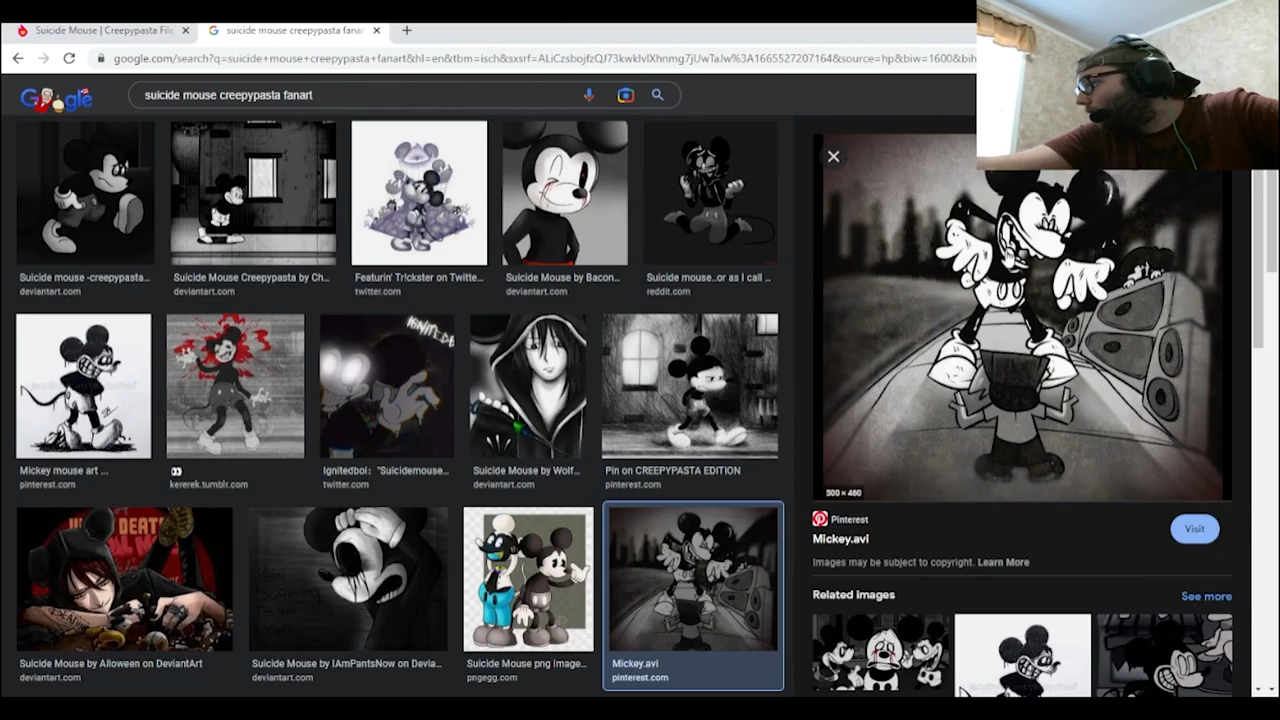 Suicide Mouse | Creepypasta File
suicide mouse creepypasta fanar
google.com/search?q=suicide+mouse+creepypasta+fanart&hl=en&tbm=isch&sxsrf=ALiCzsbojfzQJ73kwklvlXhnmg7jUwTaJw%3A1665527207164&source=hp&biw=1600&bih
Google
suicide mouse creepypasta fanart
Suicide mouse -creepypasta...
deviantart.com
Suicide Mouse Creepypasta by Ch...
deviantart.com
Featurin' Tr!ckster on Twitte...
twitter.com
Suicide Mouse by Bacon...
deviantart.com
Suicide mouse..or as I call ...
reddit.com
IGNITEDB
Mickey mouse art ...
pinterest.com
kererek.tumblr.com
Ignitedboi: "Suicidemouse...
twitter.com
Suicide Mouse by Wolf...
deviantart.com
Pin on CREEPYPASTA EDITION
pinterest.com
DEAT
Suicide Mouse by Alloween on DeviantArt
deviantart.com
Suicide Mouse by IAmPantsNow on Devia...
deviantart.com
Suicide Mouse png image...
pngegg.com
Mickey.avi
pinterest.com
500 × 460
Pinterest
Mickey.avi
Visit
Images may be subject to copyright. Learn More
Related images
See more